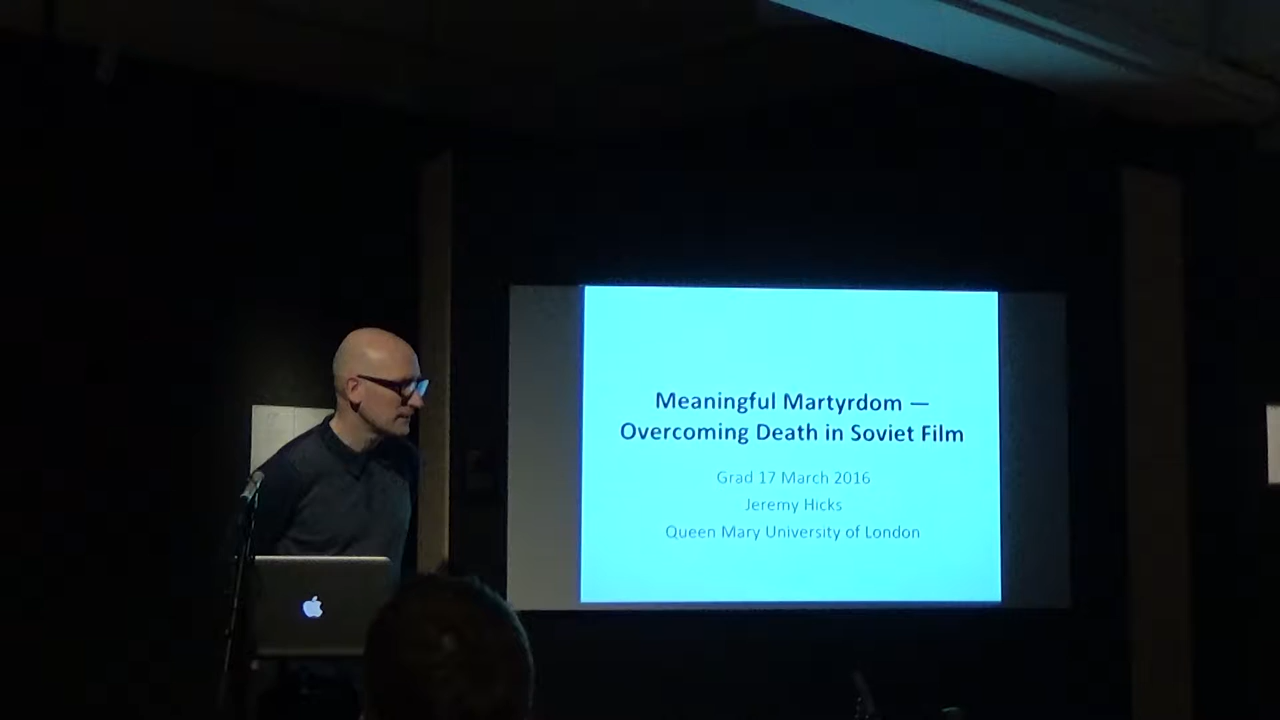 Meaningful Martyrdom —
Overcoming Death in Soviet Film
Grad 17 March 2016
Jeremy Hicks
Queen Mary University of London